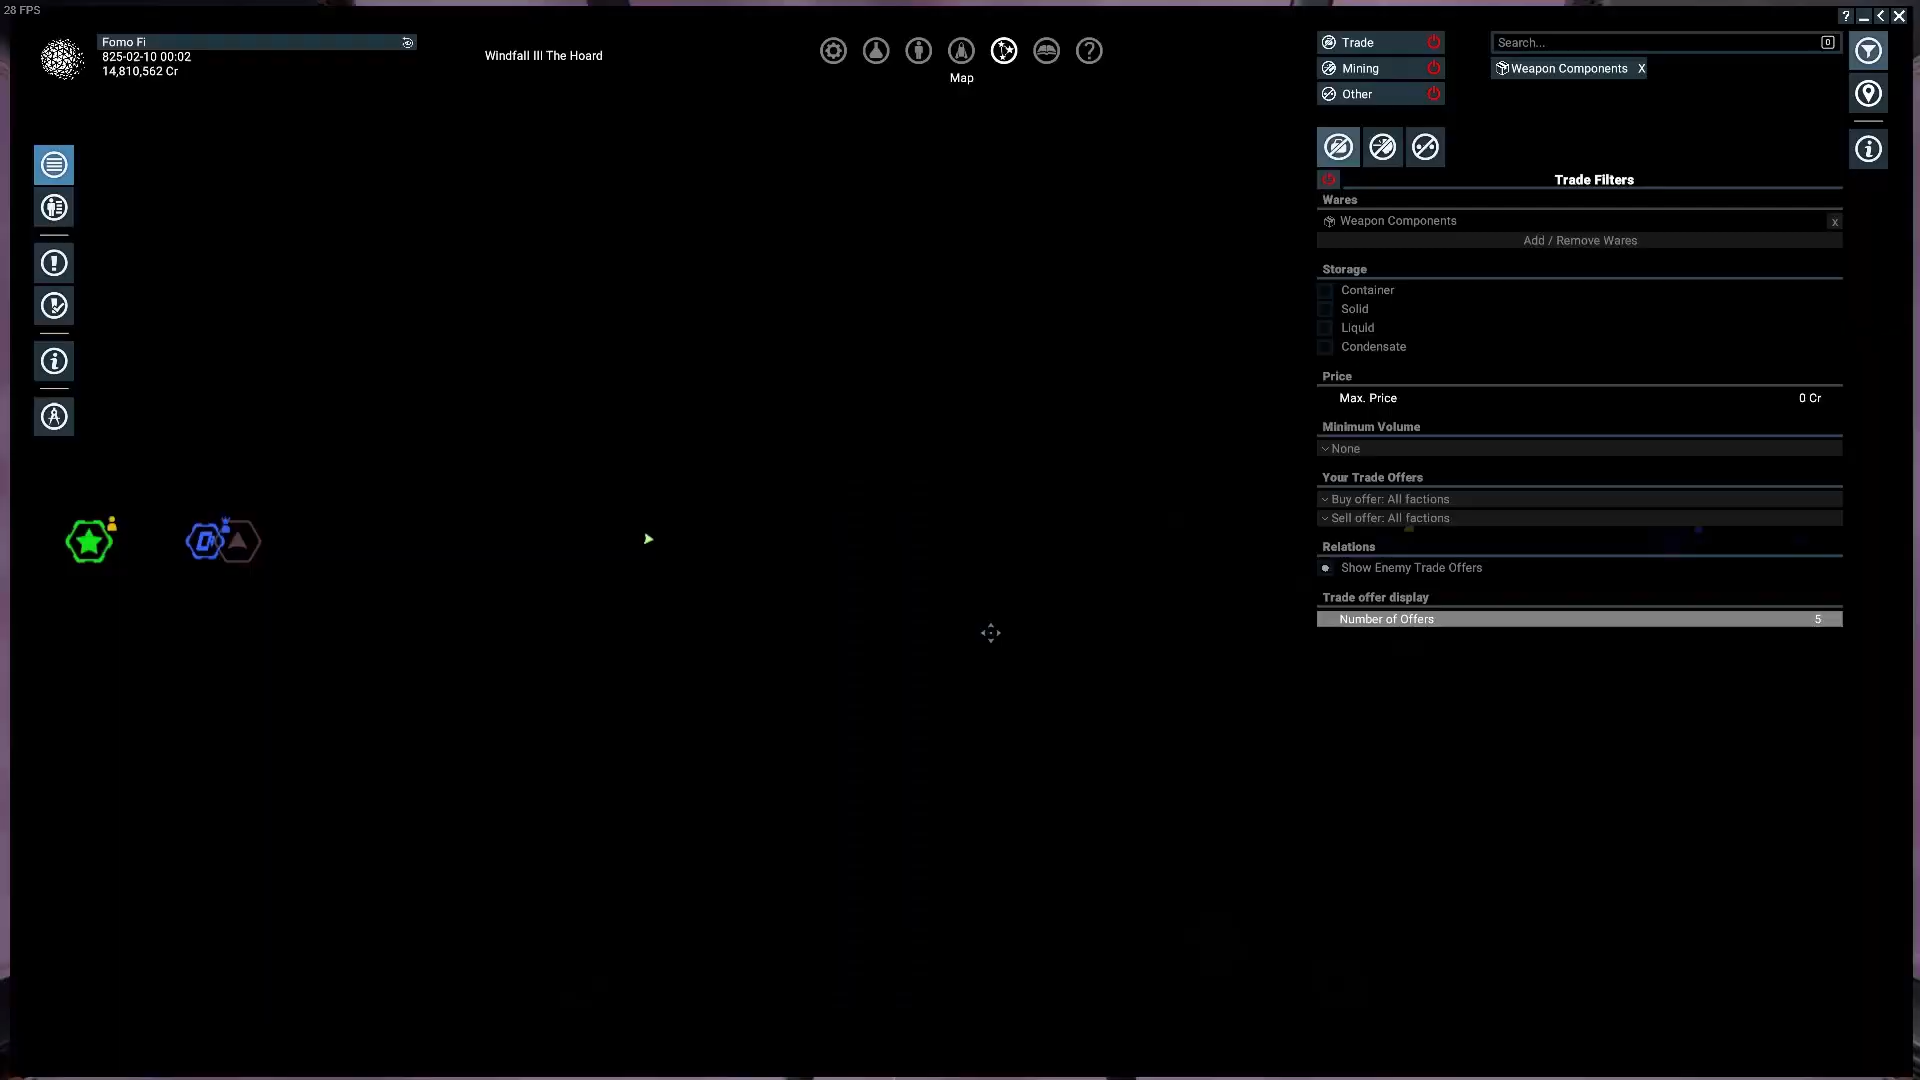 28 FPS
Fomo Fi
825-02-10 00:02
14,810,562 Cr
Windfall III The Hoard
Map
Trade
Mining
Other
Search...
0
Weapon Components X
Trade Filters
Wares
Weapon Components x
Add / Remove Wares
Storage
Container
Solid
Liquid
Condensate
Price
Max. Price 0 Cr
Minimum Volume
None
Your Trade Offers
Buy offer: All factions
Sell offer: All factions
Relations
Show Enemy Trade Offers
Trade offer display
Number of Offers 5